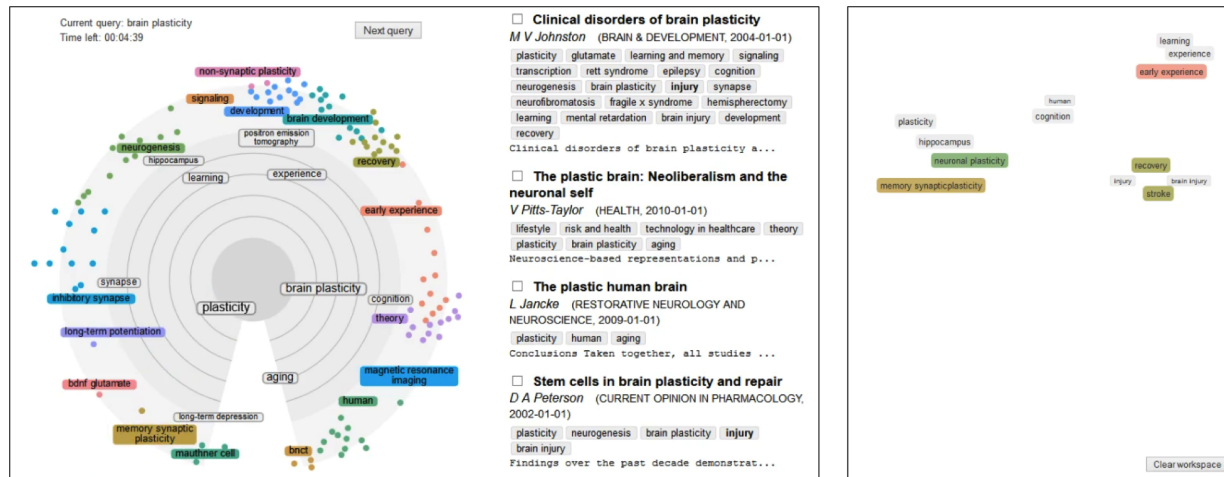 Current query: brain plasticity
Time left: 00:04:39
Next query
non-synaptic plasticity
signaling
development
brain development
positron emission
tomography
neurogenesis
hippocampus
recovery
learning
experience
early experience
synapse
brain plasticity
inhibitory synapse
cognition
plasticity
theory
long-term potentiation
magnetic resonance
imaging
aging
bdnf glutamate
human
long-term depression
memory synaptic
plasticity
mauthner cell
bnct
Clinical disorders of brain plasticity
M V Johnston (BRAIN & DEVELOPMENT, 2004-01-01)
plasticity glutamate learning and memory signaling
transcription rett syndrome epilepsy cognition
neurogenesis brain plasticity injury synapse
neurofibromatosis fragile x syndrome hemispherectomy
learning mental retardation brain injury development
recovery
Clinical disorders of brain plasticity a...
The plastic brain: Neoliberalism and the
neuronal self
V Pitts-Taylor (HEALTH, 2010-01-01)
lifestyle risk and health technology in healthcare theory
plasticity brain plasticity aging
Neuroscience-based representations and p...
The plastic human brain
L Jancke (RESTORATIVE NEUROLOGY AND
NEUROSCIENCE, 2009-01-01)
plasticity human aging
Conclusions Taken together, all studies ...
Stem cells in brain plasticity and repair
D A Peterson (CURRENT OPINION IN PHARMACOLOGY,
2002-01-01)
plasticity neurogenesis brain plasticity injury
brain injury
Findings over the past decade demonstrat...
learning
experience
early experience
human
cognition
plasticity
hippocampus
neuronal plasticity
memory synapticplasticity
recovery
injury brain injury
stroke
Clear workspace